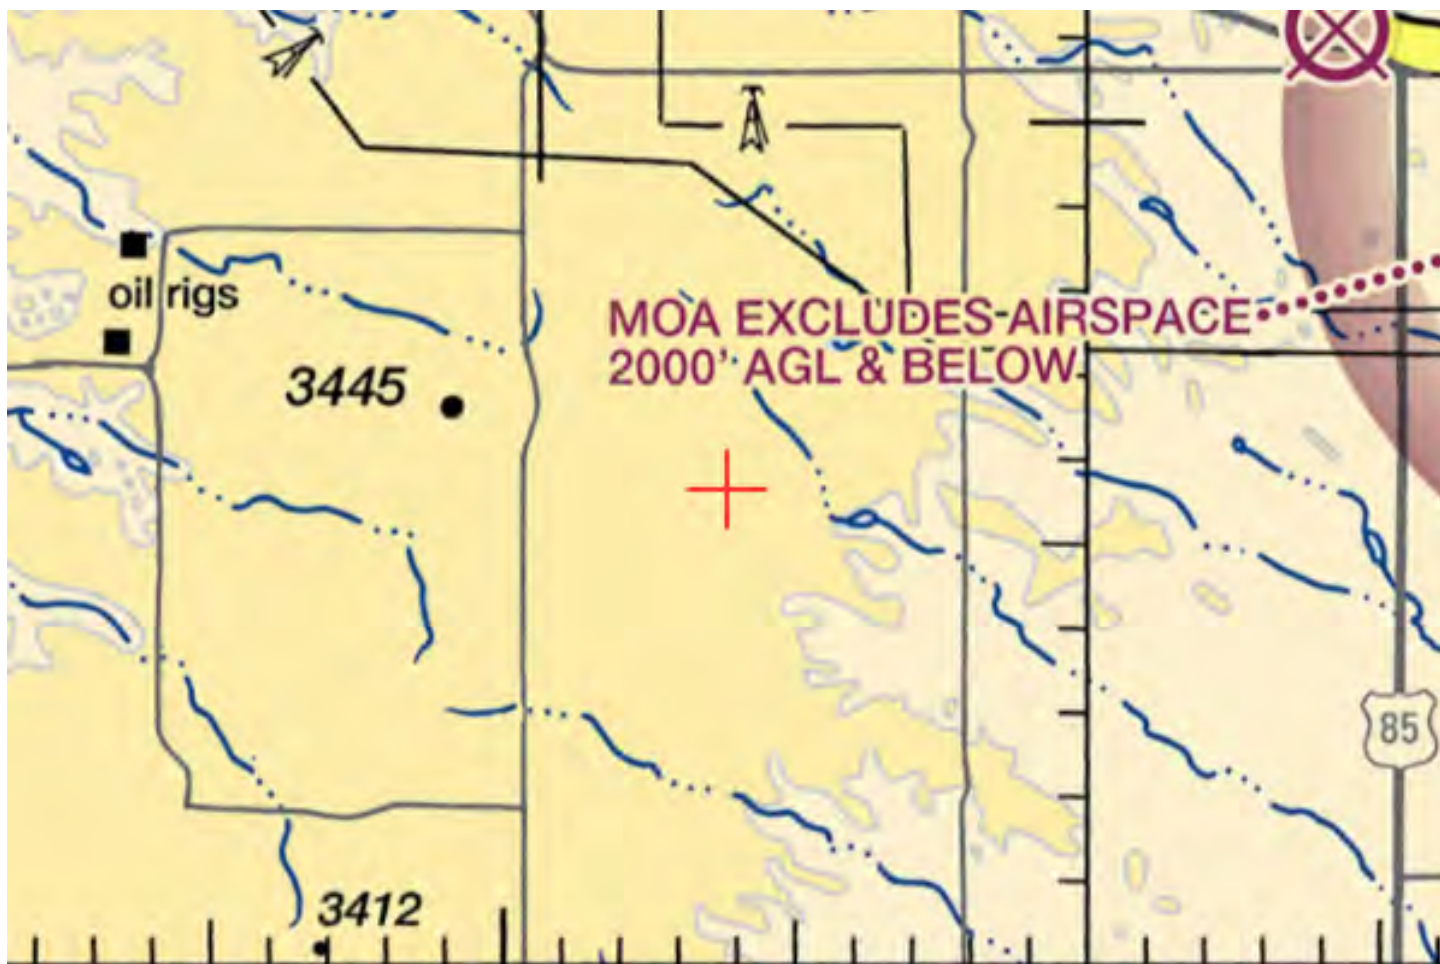 oil rigs
MOA EXCLUDES AIRSPACE
2000' AGL & BELOW
3445
85
3412